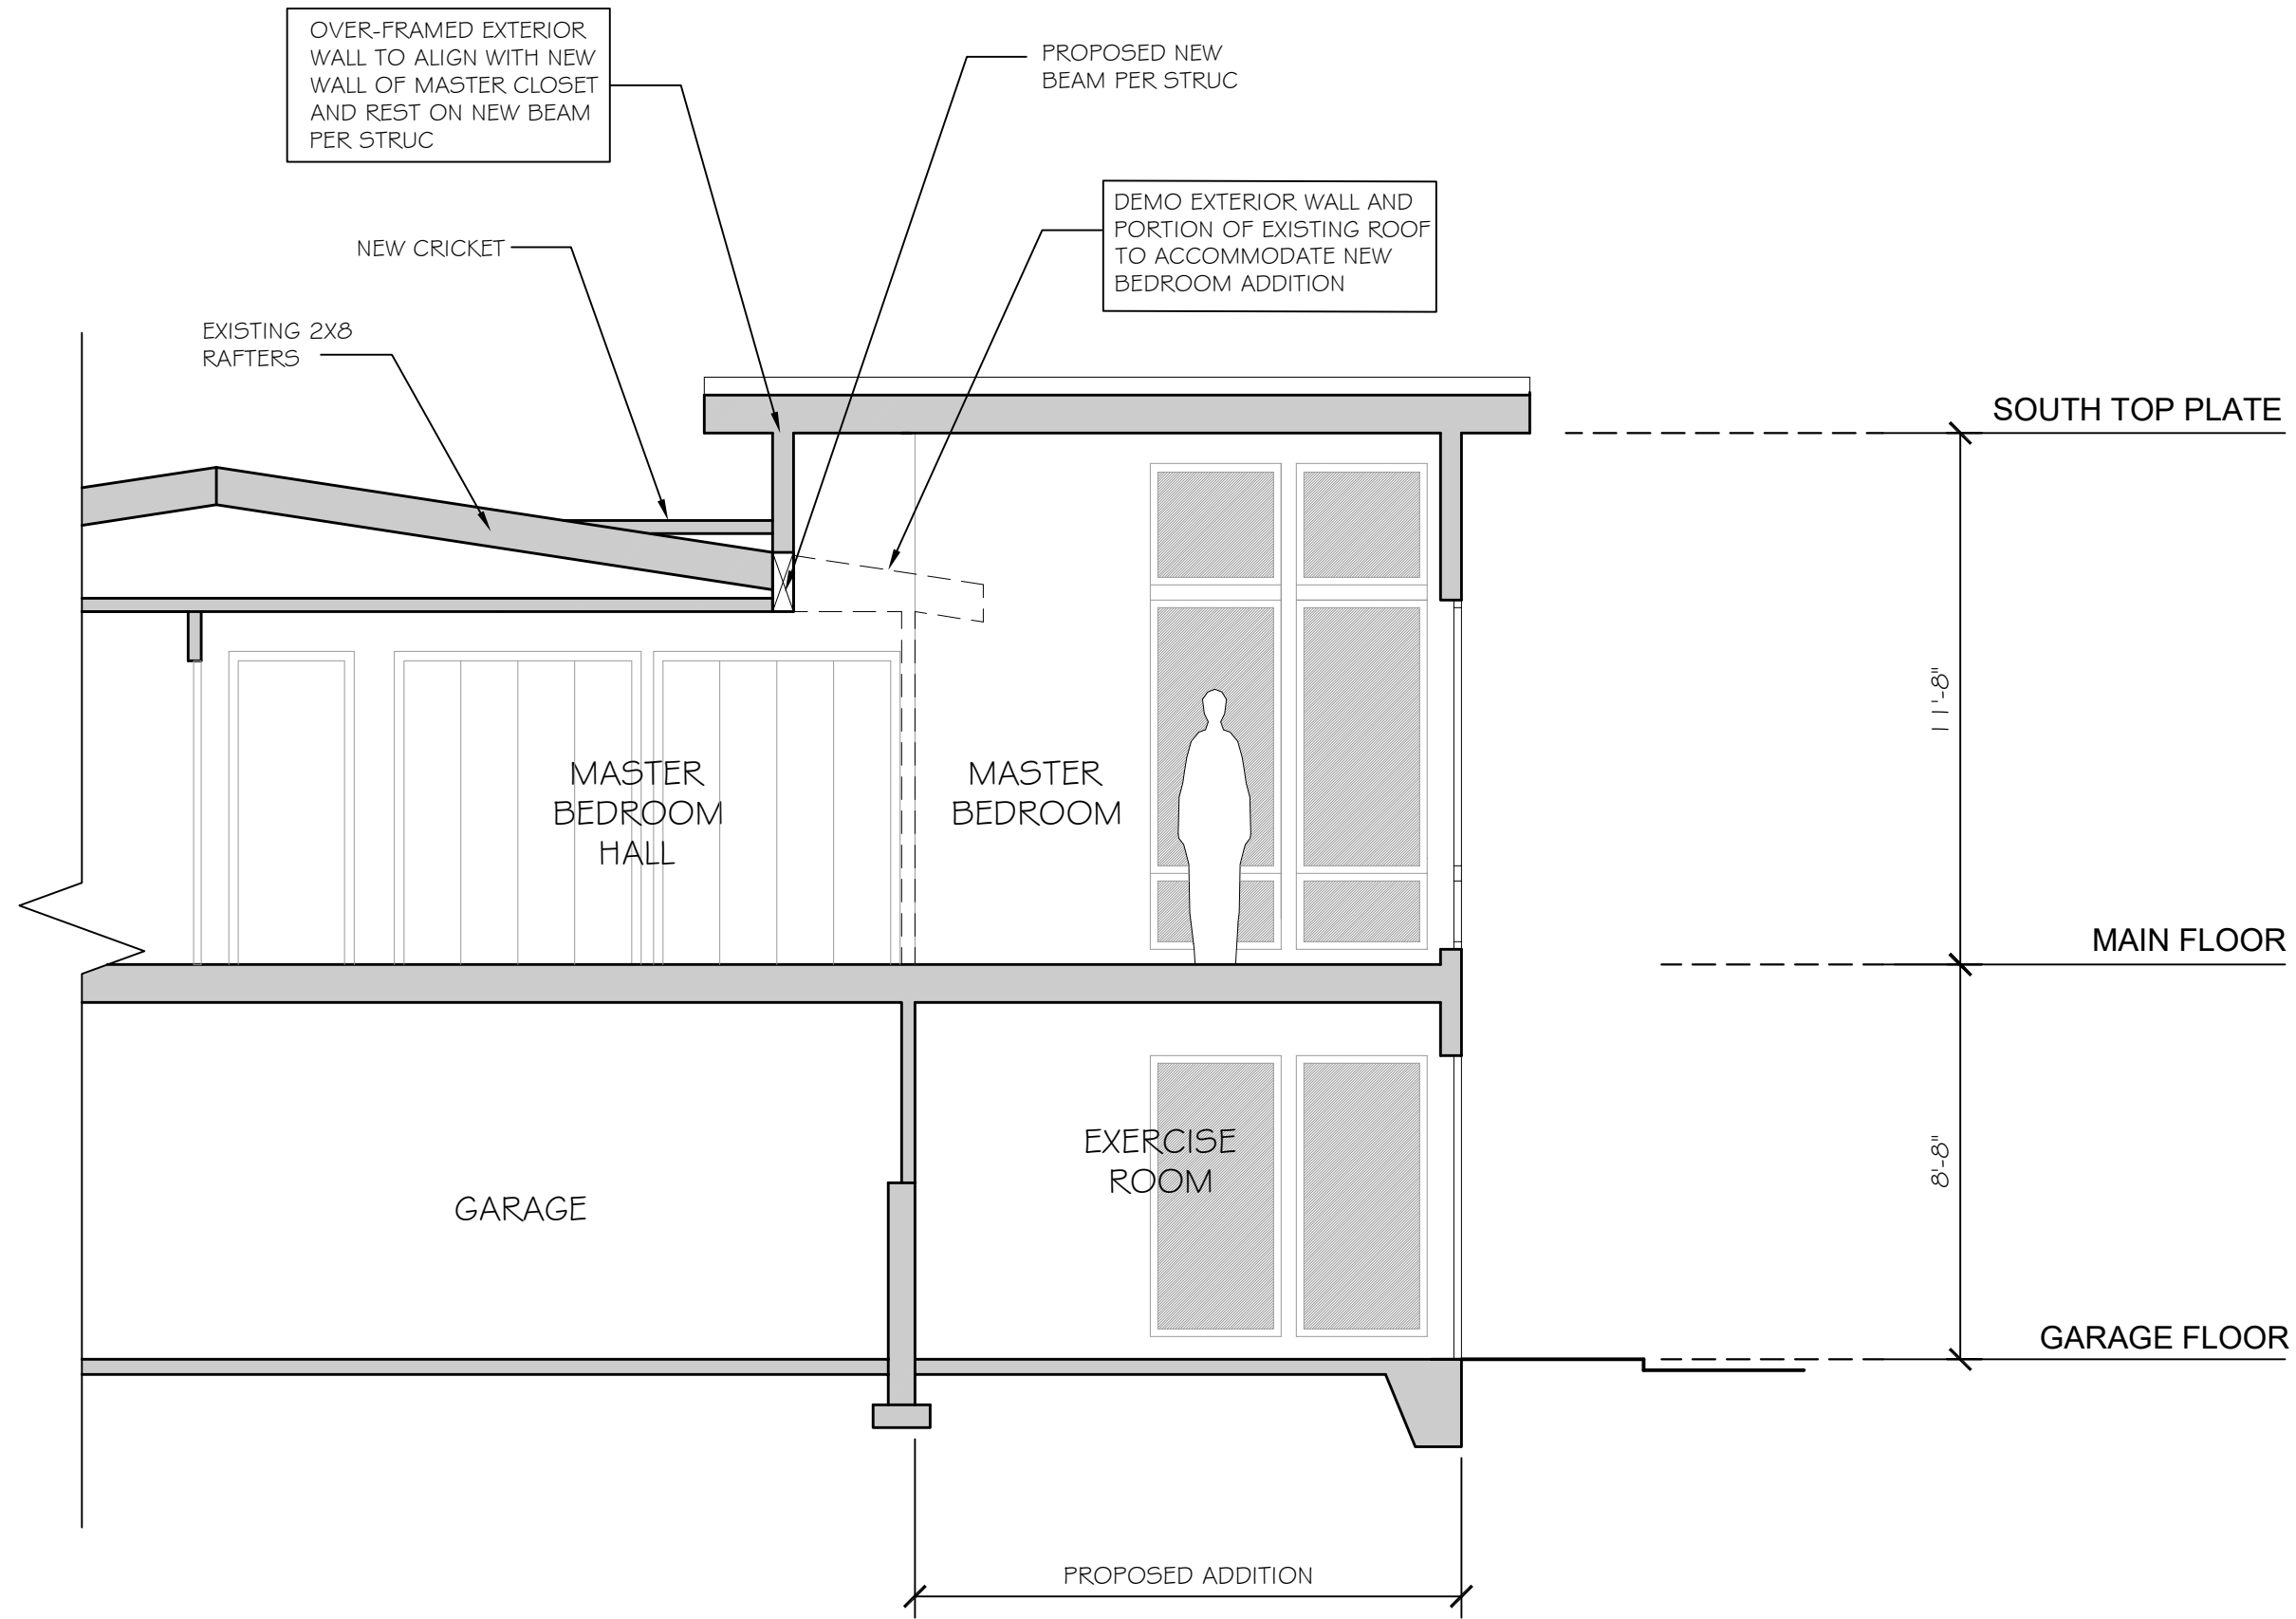 OVER-FRAMED EXTERIOR
WALL TO ALIGN WITH NEW
WALL OF MASTER CLOSET
AND REST ON NEW BEAM
PER STRUC
PROPOSED NEW
BEAM PER STRUC
DEMO EXTERIOR WALL AND
PORTION OF EXISTING ROOF
TO ACCOMMODATE NEW
BEDROOM ADDITION
NEW CRICKET
EXISTING 2X8
RAFTERS
SOUTH TOP PLATE
11'-8"
MASTER
BEDROOM
HALL
MASTER
BEDROOM
MAIN FLOOR
8'-8"
EXERCISE
ROOM
GARAGE
GARAGE FLOOR
PROPOSED ADDITION